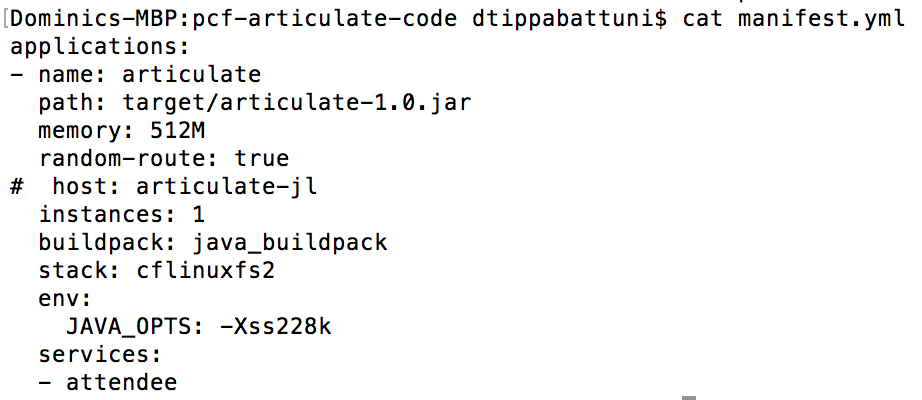 [Dominics-MBP:pcf-articulate-code dtippabattuni$ cat manifest.yml
applications:
- name: articulate
  path: target/articulate-1.0.jar
  memory: 512M
  random-route: true
#  host: articulate-jl
  instances: 1
  buildpack: java_buildpack
  stack: cflinuxfs2
  env:
    JAVA_OPTS: -Xss228k
  services:
  - attendee